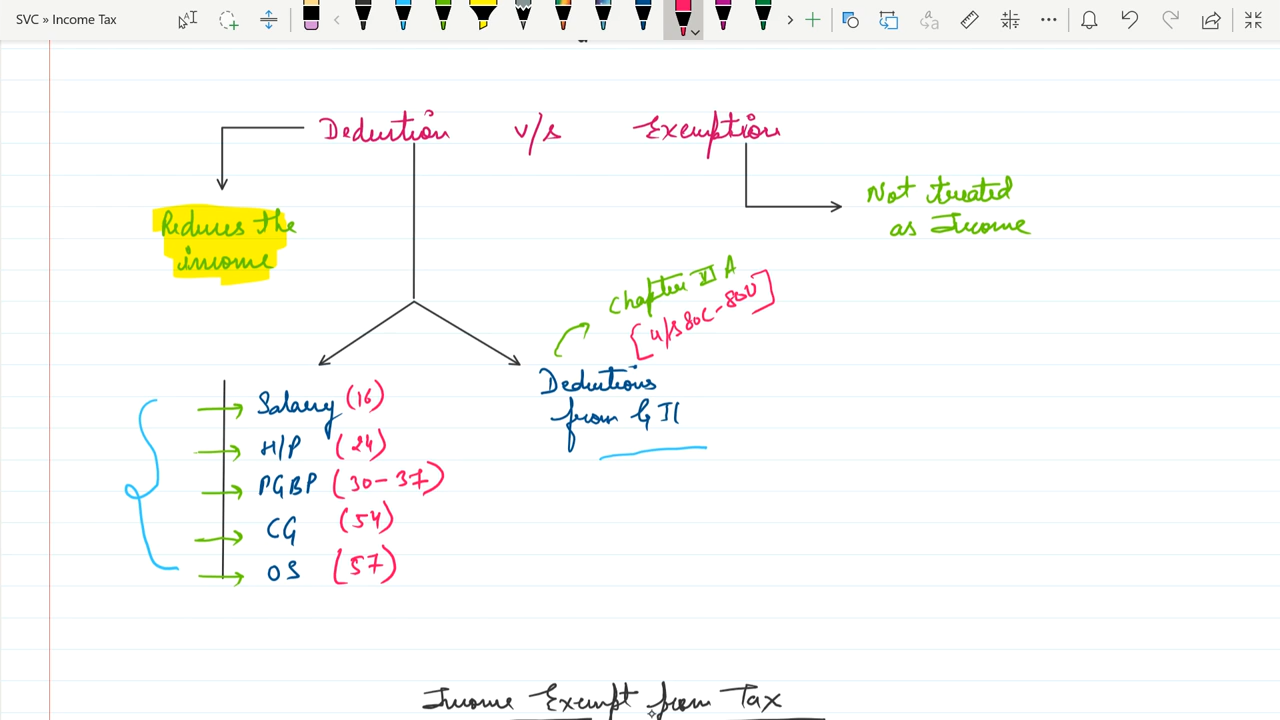 SVC » Income Tax
Deduction v/s Exemption
Not treated
as Income
Reduces the
income
Chapter VI A
[u/s 80C-80U]
Deductions
from GTI
Salary (16)
H/P (24)
PGBP (30-37)
CG (54)
OS (57)
Income Exempt from Tax